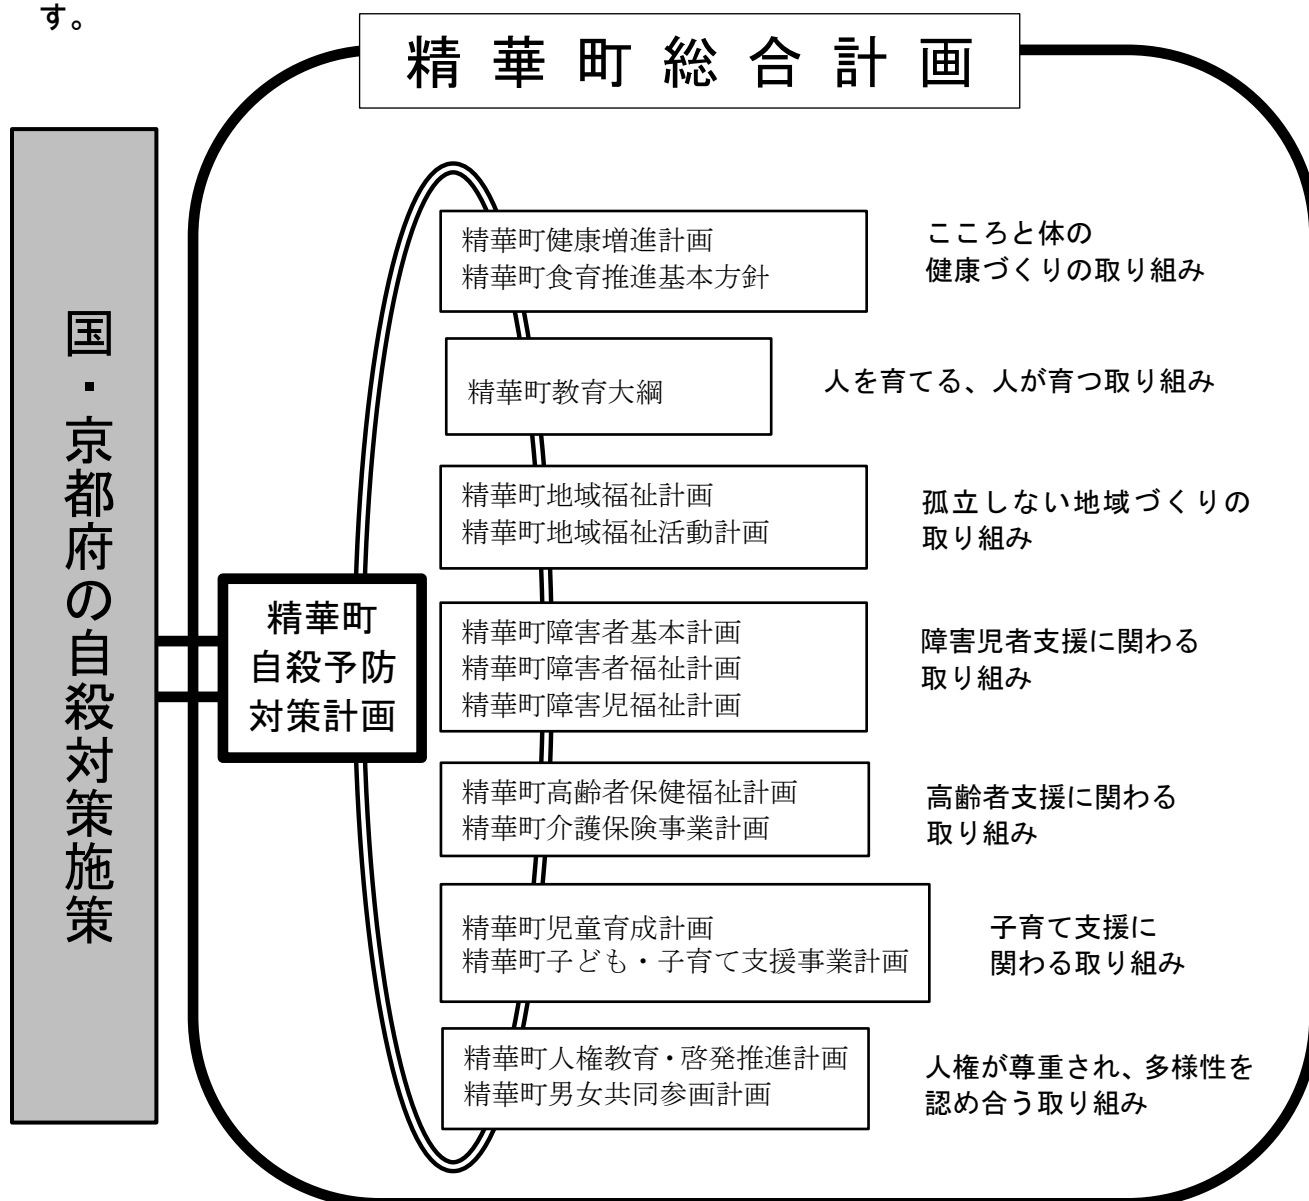 す。
精華町総合計画
国・京都府の自殺対策施策
精華町
自殺予防
対策計画
精華町健康増進計画
精華町食育推進基本方針
こころと体の
健康づくりの取り組み
精華町教育大綱
人を育てる、人が育つ取り組み
精華町地域福祉計画
精華町地域福祉活動計画
孤立しない地域づくりの
取り組み
精華町障害者基本計画
精華町障害者福祉計画
精華町障害児福祉計画
障害児者支援に関わる
取り組み
精華町高齢者保健福祉計画
精華町介護保険事業計画
高齢者支援に関わる
取り組み
精華町児童育成計画
精華町子ども・子育て支援事業計画
子育て支援に
関わる取り組み
精華町人権教育・啓発推進計画
精華町男女共同参画計画
人権が尊重され、多様性を
認め合う取り組み